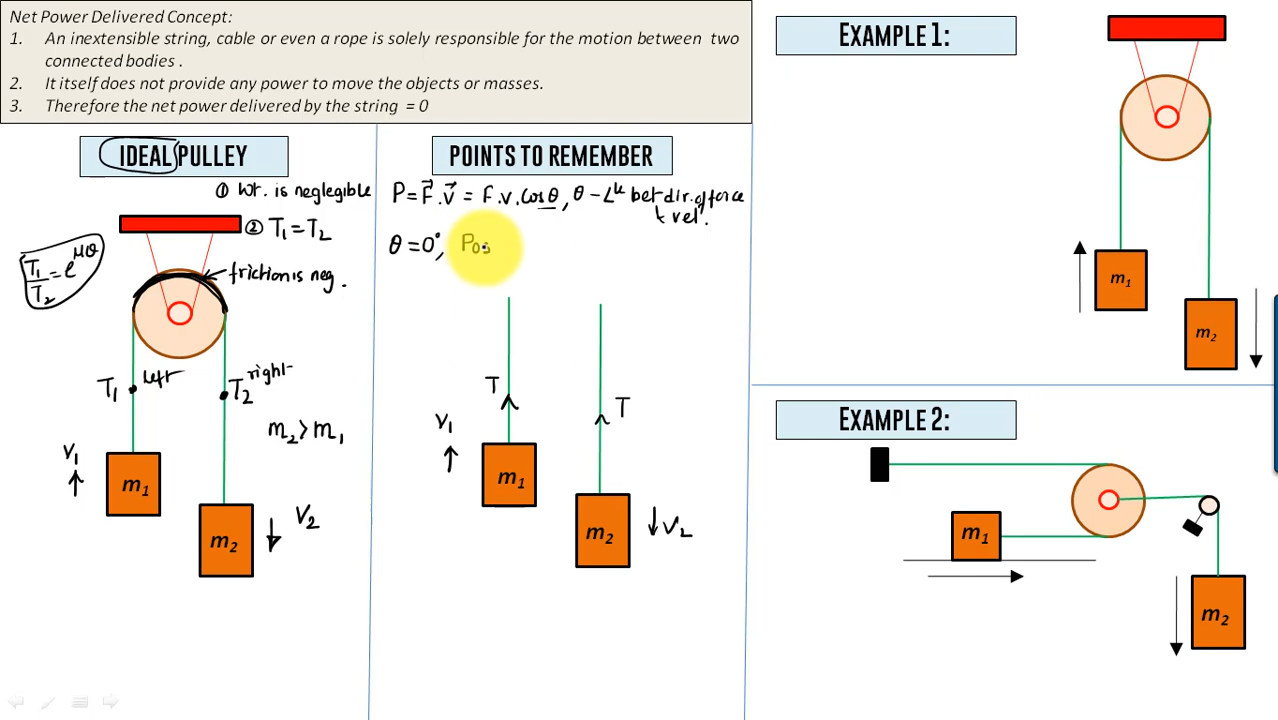 Net Power Delivered Concept:
1. An inextensible string, cable or even a rope is solely responsible for the motion between two
connected bodies .
2. It itself does not provide any power to move the objects or masses.
3. Therefore the net power delivered by the string = 0
IDEAL PULLEY
① Wt. is neglegible
② T₁ = T₂
T₁/T₂ = e^μθ
friction is neg.
T₁ left
T₂ right
m₂ > m₁
V₁
m₁
V₂
m₂
POINTS TO REMEMBER
P = F⃗.V⃗ = F.v.cosθ, θ - ∠le bet dir. of force
& vel.
θ = 0°, Pos
T
T
V₁
m₁
m₂
V₂
EXAMPLE 1:
m₁
m₂
EXAMPLE 2:
m₁
m₂